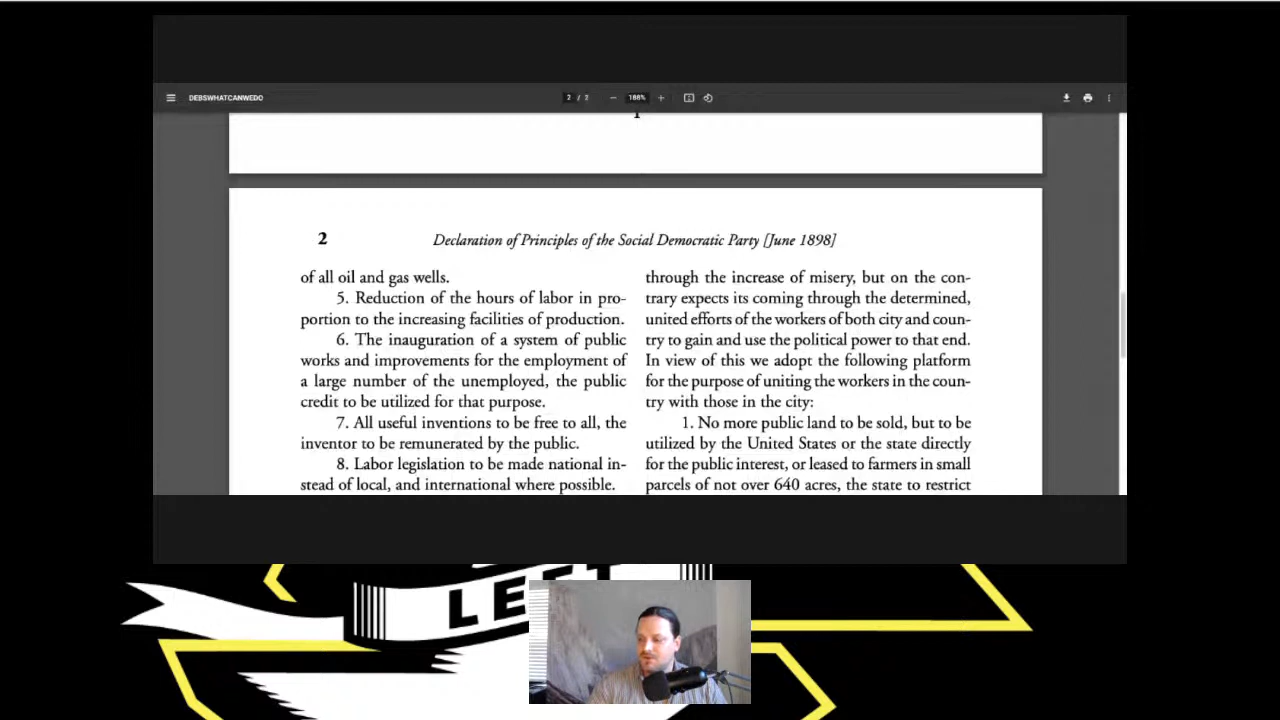 DEBSWHATCANWEDO
2 / 2
188%
1
2
Declaration of Principles of the Social Democratic Party [June 1898]
of all oil and gas wells.
5. Reduction of the hours of labor in pro-
portion to the increasing facilities of production.
6. The inauguration of a system of public
works and improvements for the employment of
a large number of the unemployed, the public
credit to be utilized for that purpose.
7. All useful inventions to be free to all, the
inventor to be remunerated by the public.
8. Labor legislation to be made national in-
stead of local, and international where possible.
through the increase of misery, but on the con-
trary expects its coming through the determined,
united efforts of the workers of both city and coun-
try to gain and use the political power to that end.
In view of this we adopt the following platform
for the purpose of uniting the workers in the coun-
try with those in the city:
1. No more public land to be sold, but to be
utilized by the United States or the state directly
for the public interest, or leased to farmers in small
parcels of not over 640 acres, the state to restrict
LEFT